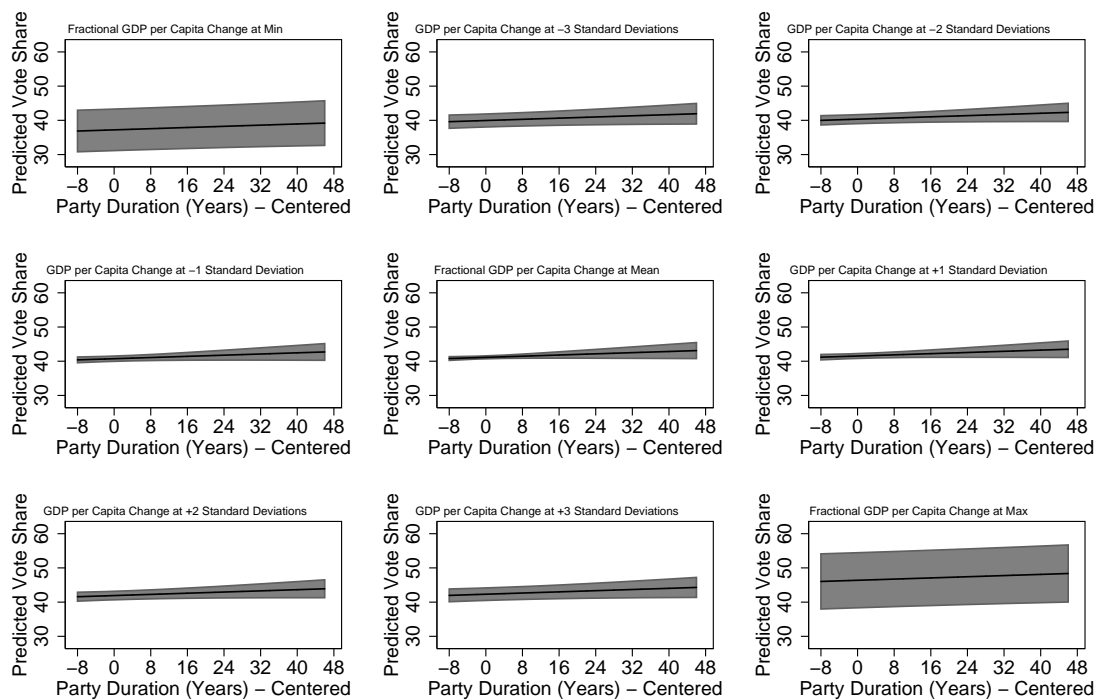 Fractional GDP per Capita Change at Min
Predicted Vote Share
60
50
40
30
−8 0 8 16 24 32 40 48
Party Duration (Years) − Centered
GDP per Capita Change at −3 Standard Deviations
Predicted Vote Share
60
50
40
30
−8 0 8 16 24 32 40 48
Party Duration (Years) − Centered
GDP per Capita Change at −2 Standard Deviations
Predicted Vote Share
60
50
40
30
−8 0 8 16 24 32 40 48
Party Duration (Years) − Centered
GDP per Capita Change at −1 Standard Deviation
Predicted Vote Share
60
50
40
30
−8 0 8 16 24 32 40 48
Party Duration (Years) − Centered
Fractional GDP per Capita Change at Mean
Predicted Vote Share
60
50
40
30
−8 0 8 16 24 32 40 48
Party Duration (Years) − Centered
GDP per Capita Change at +1 Standard Deviation
Predicted Vote Share
60
50
40
30
−8 0 8 16 24 32 40 48
Party Duration (Years) − Centered
GDP per Capita Change at +2 Standard Deviations
Predicted Vote Share
60
50
40
30
−8 0 8 16 24 32 40 48
Party Duration (Years) − Centered
GDP per Capita Change at +3 Standard Deviations
Predicted Vote Share
60
50
40
30
−8 0 8 16 24 32 40 48
Party Duration (Years) − Centered
Fractional GDP per Capita Change at Max
Predicted Vote Share
60
50
40
30
−8 0 8 16 24 32 40 48
Party Duration (Years) − Centered